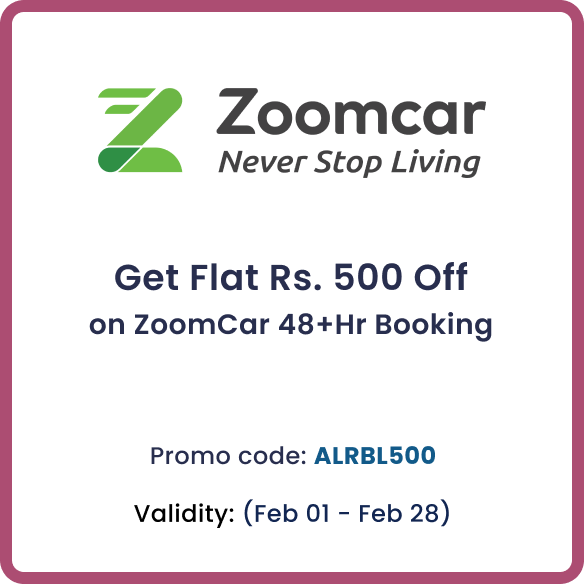 Zoomcar
Never Stop Living
Get Flat Rs. 500 Off
on ZoomCar 48+Hr Booking
Promo code: ALRBL500
Validity: (Feb 01 - Feb 28)